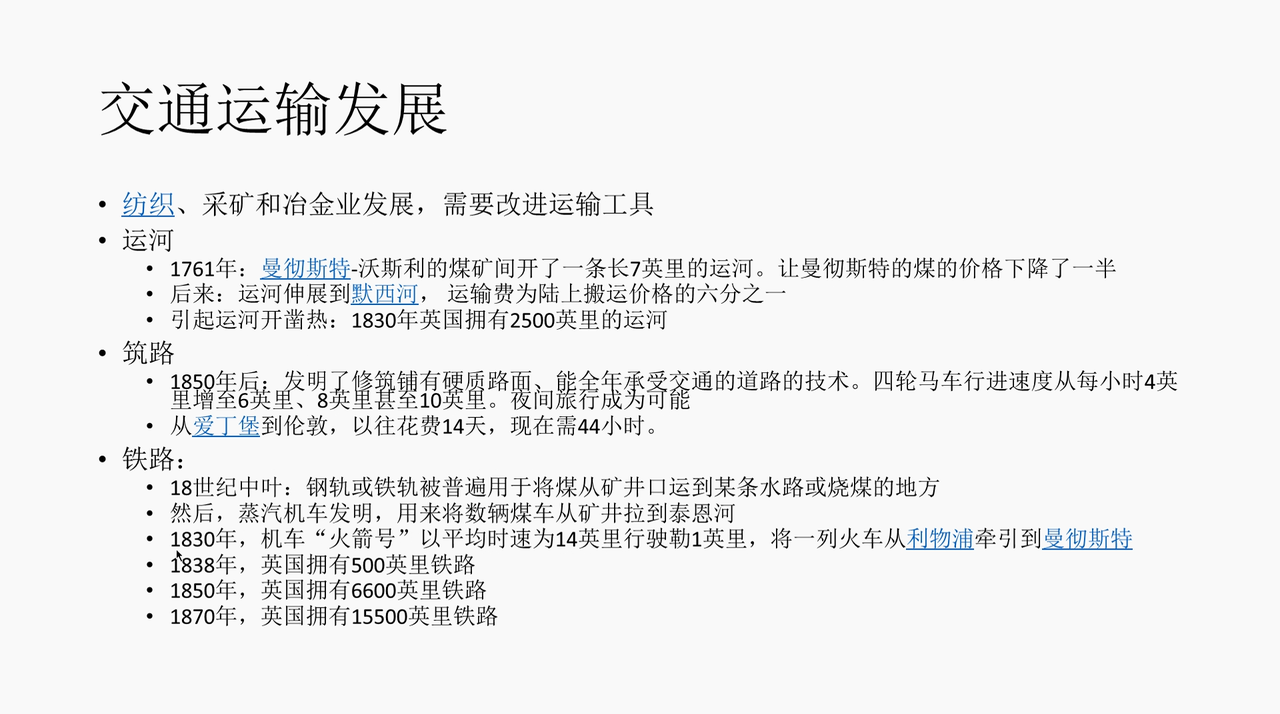 交通运输发展
• 纺织、采矿和冶金业发展，需要改进运输工具
• 运河
• 1761年：曼彻斯特-沃斯利的煤矿间开了一条长7英里的运河。让曼彻斯特的煤的价格下降了一半
• 后来：运河伸展到默西河， 运输费为陆上搬运价格的六分之一
• 引起运河开凿热：1830年英国拥有2500英里的运河
• 筑路
• 1850年后：发明了修筑铺有硬质路面、能全年承受交通的道路的技术。四轮马车行进速度从每小时4英
里增至6英里、8英里甚至10英里。夜间旅行成为可能
• 从爱丁堡到伦敦，以往花费14天，现在需44小时。
• 铁路：
• 18世纪中叶：钢轨或铁轨被普遍用于将煤从矿井口运到某条水路或烧煤的地方
• 然后，蒸汽机车发明，用来将数辆煤车从矿井拉到泰恩河
• 1830年，机车“火箭号”以平均时速为14英里行驶勒1英里，将一列火车从利物浦牵引到曼彻斯特
• 1838年，英国拥有500英里铁路
• 1850年，英国拥有6600英里铁路
• 1870年，英国拥有15500英里铁路